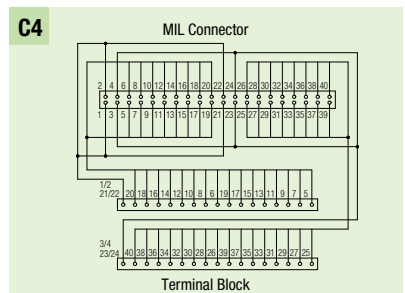 C4
MIL Connector
2 4 6 8 10 12 14 16 18 20 22 24 26 28 30 32 34 36 38 40
1 3 5 7 9 11 13 15 17 19 21 23 25 27 29 31 33 35 37 39
1/2
21/22 20 18 16 14 12 10 8 6 19 17 15 13 11 9 7 5
3/4
23/24 40 38 36 34 32 30 28 26 39 37 35 33 31 29 27 25
Terminal Block